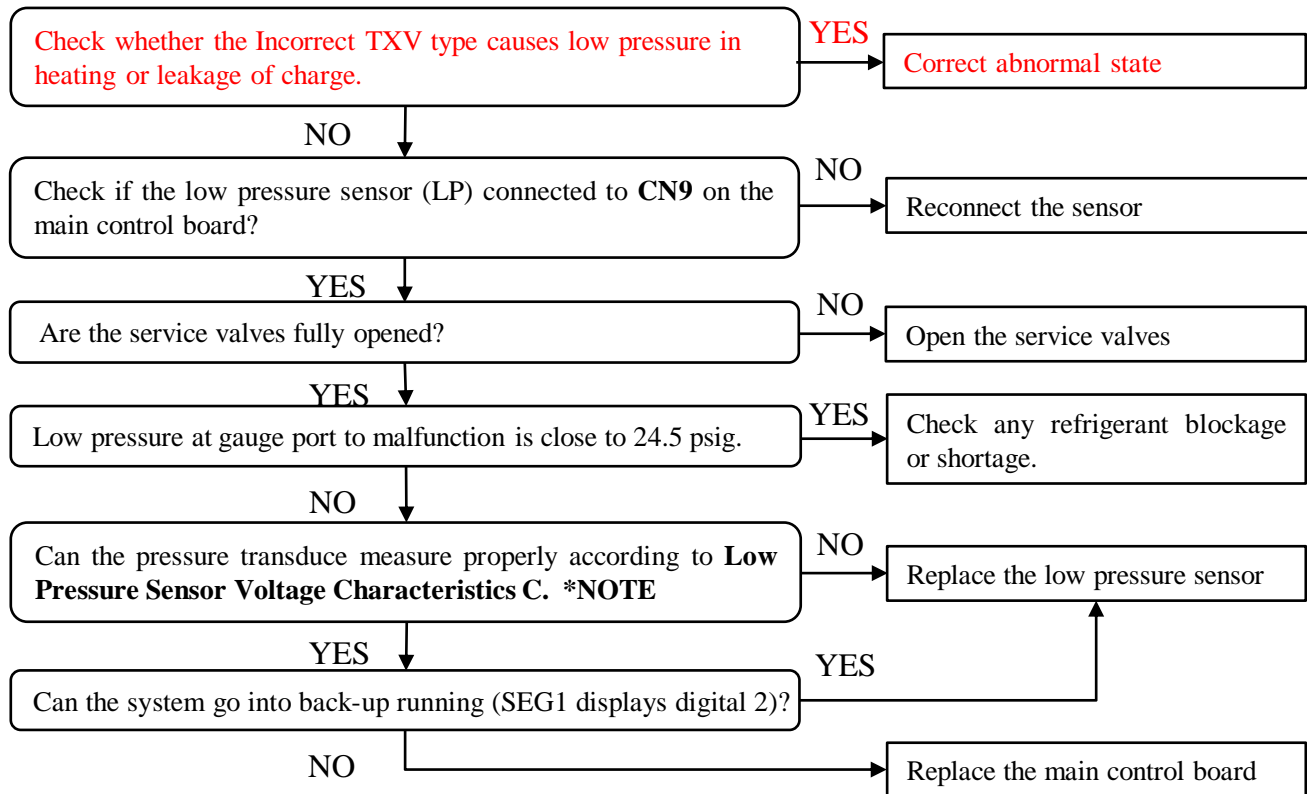 Check whether the Incorrect TXV type causes low pressure in
heating or leakage of charge.
YES
Correct abnormal state
NO
Check if the low pressure sensor (LP) connected to CN9 on the
main control board?
NO
Reconnect the sensor
YES
Are the service valves fully opened?
NO
Open the service valves
YES
Low pressure at gauge port to malfunction is close to 24.5 psig.
YES
Check any refrigerant blockage
or shortage.
NO
Can the pressure transduce measure properly according to Low
Pressure Sensor Voltage Characteristics C. *NOTE
NO
Replace the low pressure sensor
YES
Can the system go into back-up running (SEG1 displays digital 2)?
YES
NO
Replace the main control board